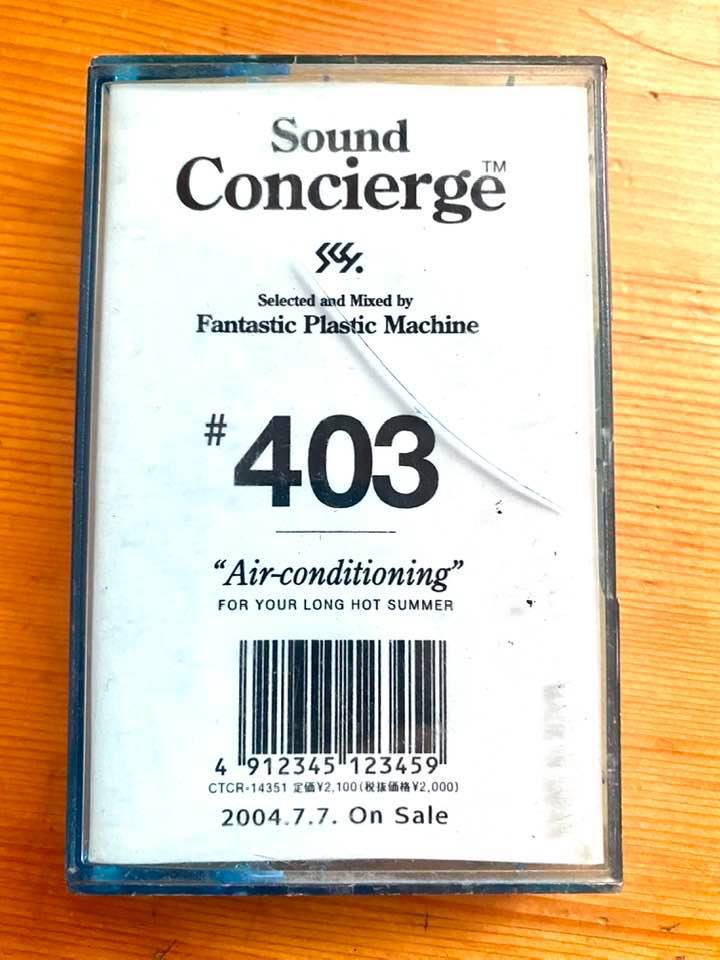 Sound
Concierge™
Selected and Mixed by
Fantastic Plastic Machine
#403
“Air-conditioning”
FOR YOUR LONG HOT SUMMER
4 912345 123459
CTCR-14351 定価¥2,100(税抜価格¥2,000)
2004.7.7. On Sale